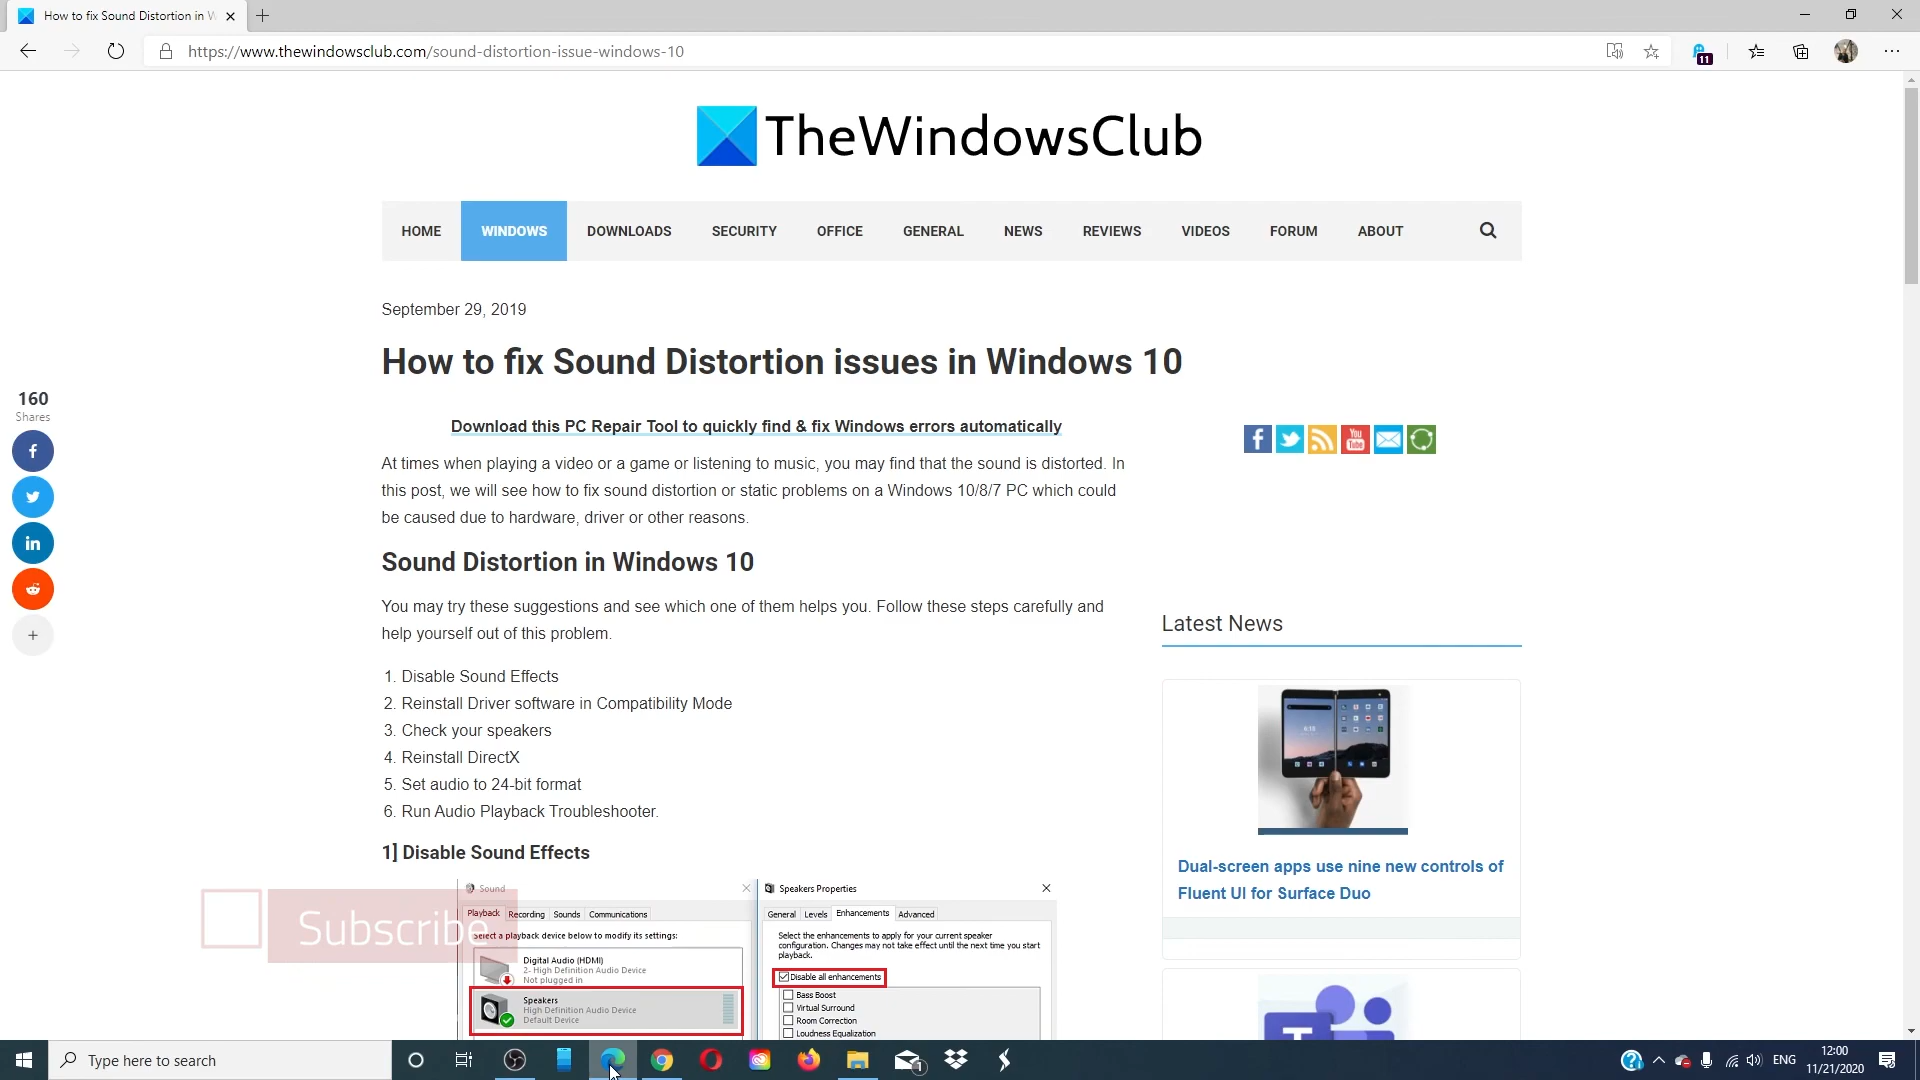 How to fix Sound Distortion in W
https://www.thewindowsclub.com/sound-distortion-issue-windows-10
11
TheWindowsClub
HOME WINDOWS DOWNLOADS SECURITY OFFICE GENERAL NEWS REVIEWS VIDEOS FORUM ABOUT
September 29, 2019
How to fix Sound Distortion issues in Windows 10
160
Shares
Download this PC Repair Tool to quickly find & fix Windows errors automatically
At times when playing a video or a game or listening to music, you may find that the sound is distorted. In
this post, we will see how to fix sound distortion or static problems on a Windows 10/8/7 PC which could
be caused due to hardware, driver or other reasons.
Sound Distortion in Windows 10
You may try these suggestions and see which one of them helps you. Follow these steps carefully and
help yourself out of this problem.
1. Disable Sound Effects
2. Reinstall Driver software in Compatibility Mode
3. Check your speakers
4. Reinstall DirectX
5. Set audio to 24-bit format
6. Run Audio Playback Troubleshooter.
1] Disable Sound Effects
Sound
Playback Recording Sounds Communications
Select a playback device below to modify its settings:
Digital Audio (HDMI)
2- High Definition Audio Device
Not plugged in
Speakers
High Definition Audio Device
Default Device
Speakers Properties
General Levels Enhancements Advanced
Select the enhancements to apply for your current speaker
configuration. Changes may not take effect until the next time you start
playback.
Disable all enhancements
Bass Boost
Virtual Surround
Room Correction
Loudness Equalization
Subscribe
You
Tube
Latest News
Dual-screen apps use nine new controls of
Fluent UI for Surface Duo
Type here to search
1
ENG
12:00
11/21/2020